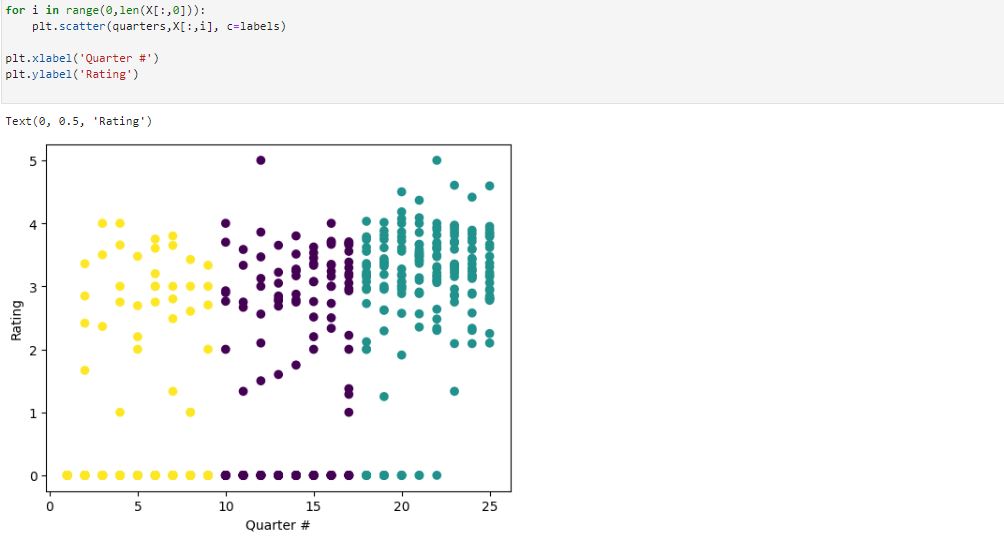 for i in range(0,len(X[:,0])):
    plt.scatter(quarters,X[:,i], c=labels)
plt.xlabel('Quarter #')
plt.ylabel('Rating')
Text(0, 0.5, 'Rating')
5
4
3
2
1
0
Rating
0 5 10 15 20 25
Quarter #